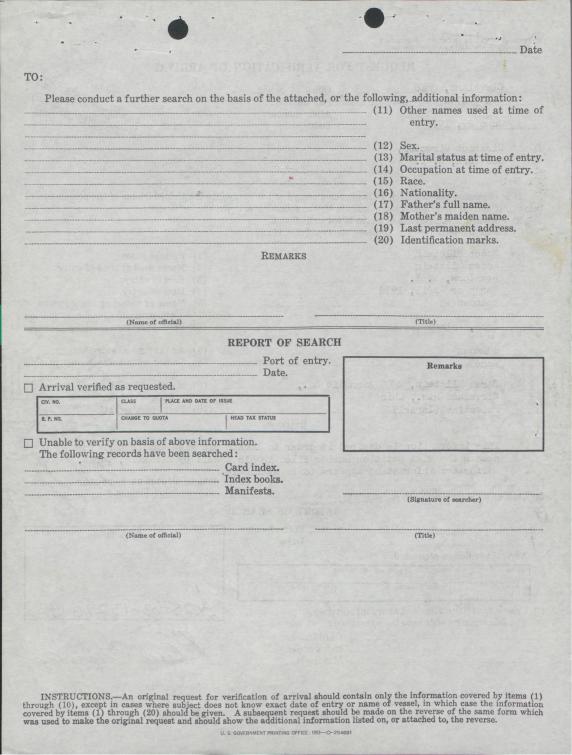 Date
TO:
Please conduct a further search on the basis of the attached, or the following, additional information:
(11) Other names used at time of
entry.
(12) Sex.
(13) Marital status at time of entry.
(14) Occupation at time of entry.
(15) Race.
(16) Nationality.
(17) Father's full name.
(18) Mother's maiden name.
(19) Last permanent address.
(20) Identification marks.
REMARKS
(Name of official) (Title)
REPORT OF SEARCH
Port of entry.
Date.
Remarks
☐ Arrival verified as requested.
CIV. NO. CLASS PLACE AND DATE OF ISSUE
R. P. NO. CHANGE TO QUOTA HEAD TAX STATUS
☐ Unable to verify on basis of above information.
The following records have been searched:
Card index.
Index books.
Manifests.
(Signature of searcher)
(Name of official) (Title)
INSTRUCTIONS.—An original request for verification of arrival should contain only the information covered by items (1)
through (10), except in cases where subject does not know exact date of entry or name of vessel, in which case the information
covered by items (1) through (20) should be given. A subsequent request should be made on the reverse of the same form which
was used to make the original request and should show the additional information listed on, or attached to, the reverse.
U. S. GOVERNMENT PRINTING OFFICE